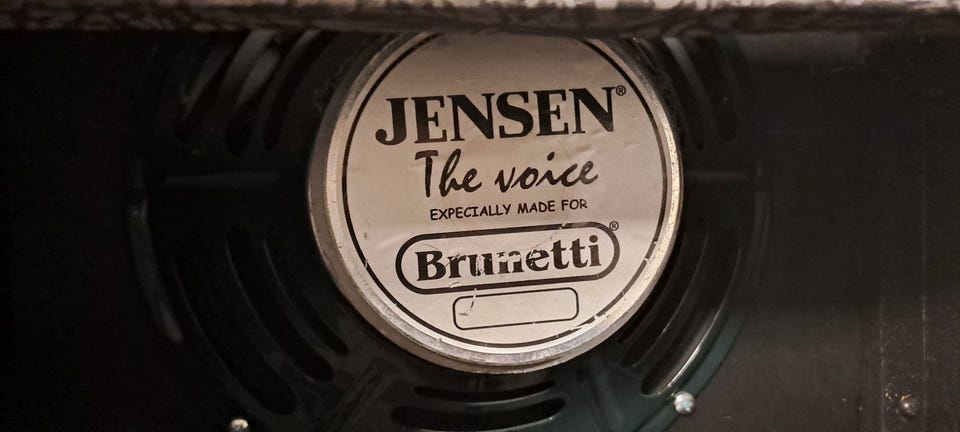 JENSEN®
The voice
EXPECIALLY MADE FOR
Brunetti®